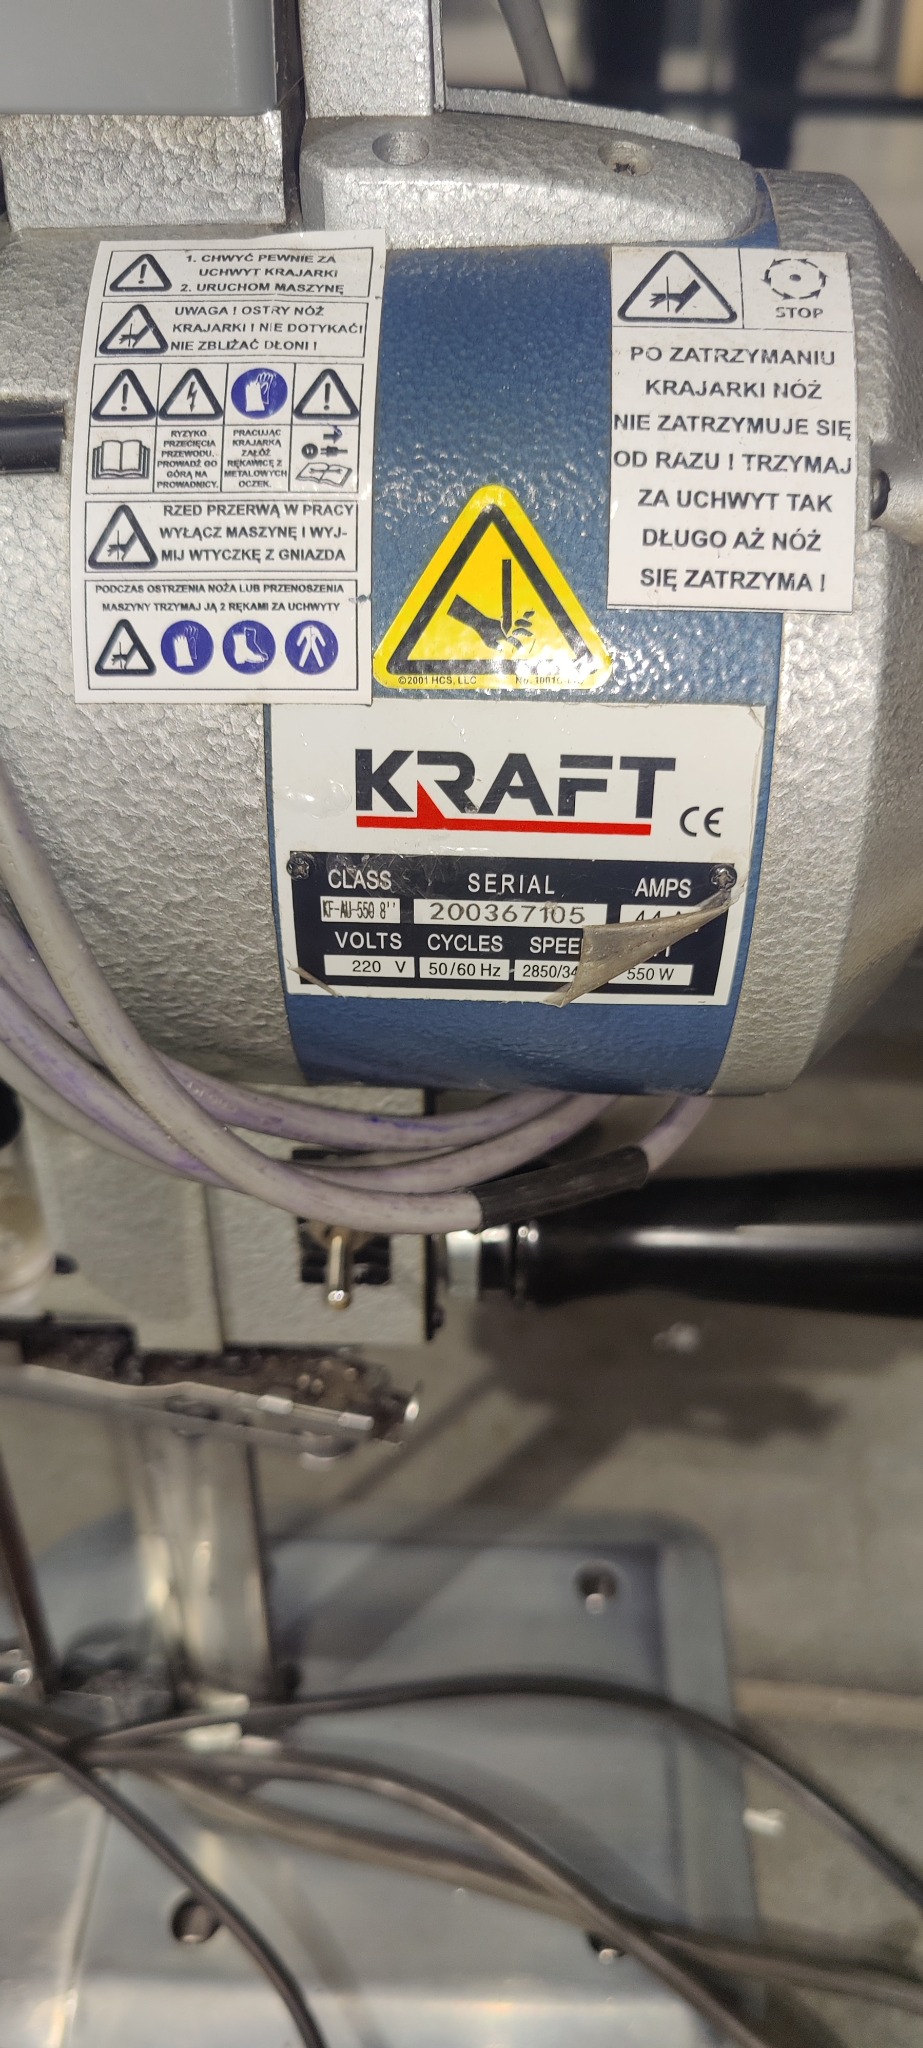 1. CHWYĆ PEWNIE ZA
UCHWYT KRAJARKI
2. URUCHOM MASZYNĘ
UWAGA ! OSTRY NÓŻ
KRAJARKI ! NIE DOTYKAĆ!
NIE ZBLIŻAĆ DŁONI !
RYZYKO
PRZECIĘCIA
PRZEWODU.
PROWADŹ GO
GÓRĄ NA
PROWADNICY.
PRACUJĄC
KRAJARKĄ
ZAŁÓŻ
RĘKAWICE Z
METALOWYCH
OCZEK.
RZED PRZERWĄ W PRACY
WYŁĄCZ MASZYNĘ I WYJ-
MIJ WTYCZKĘ Z GNIAZDA
PODCZAS OSTRZENIA NOŻA LUB PRZENOSZENIA
MASZYNY TRZYMAJ JĄ 2 RĘKAMI ZA UCHWYTY
STOP
PO ZATRZYMANIU
KRAJARKI NÓŻ
NIE ZATRZYMUJE SIĘ
OD RAZU ! TRZYMAJ
ZA UCHWYT TAK
DŁUGO AŻ NÓŻ
SIĘ ZATRZYMA !
©2001 HCS, LLC No.
KRAFT CE
CLASS SERIAL AMPS
KF-AU-550 8'' 200367105
VOLTS CYCLES SPEE
220 V 50/60 Hz 2850/34 550 W